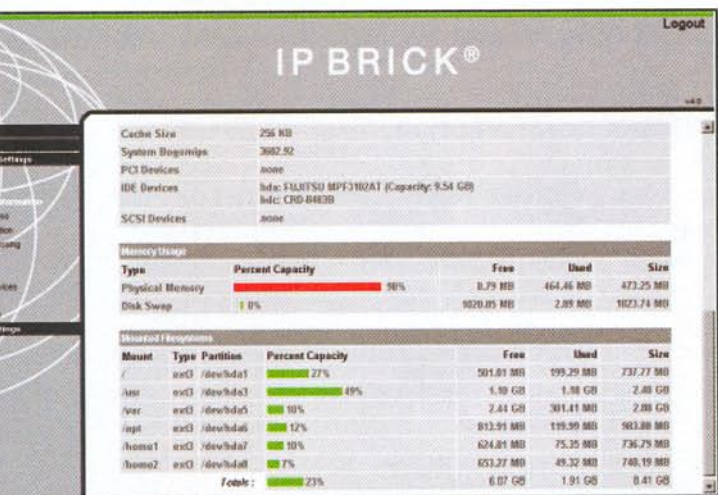 Logout
IP BRICK®
v4.0
Cache Size 256 KB
System Bogomips 3602.92
PCI Devices none
IDE Devices hda: FUJITSU MPF3102AT (Capacity: 9.54 GB)
hdc: CRD-8483B
SCSI Devices none
Memory Usage
Type Percent Capacity Free Used Size
Physical Memory 98% 8.79 MB 464.46 MB 473.25 MB
Disk Swap 0% 1020.85 MB 2.89 MB 1023.74 MB
Mounted Filesystems
Mount Type Partition Percent Capacity Free Used Size
/ ext3 /dev/hda1 27% 501.01 MB 199.29 MB 737.77 MB
/usr ext3 /dev/hda3 49% 1.18 GB 2.48 GB
/var ext3 /dev/hda5 10% 2.44 GB 301.41 MB 2.88 GB
/opt ext3 /dev/hda6 12% 813.91 MB 119.99 MB 983.88 MB
/home1 ext3 /dev/hda7 10% 624.01 MB 75.35 MB 736.79 MB
/home2 ext3 /dev/hda8 7% 653.27 MB 49.32 MB 740.19 MB
Totals : 23% 6.07 GB 1.91 GB 8.41 GB